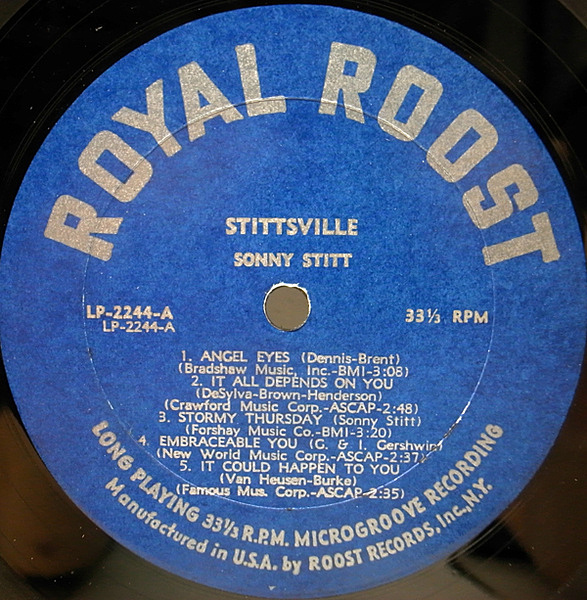 ROYAL ROOST
STITTSVILLE
SONNY STITT
LP-2244-A
LP-2244-A
33⅓ RPM
1. ANGEL EYES (Dennis-Brent)
(Bradshaw Music, Inc.-BMI-3:08)
2. IT ALL DEPENDS ON YOU
(DeSylva-Brown-Henderson)
(Crawford Music Corp.-ASCAP-2:48)
3. STORMY THURSDAY (Sonny Stitt)
(Forshay Music Co.-BMI-3:20)
4. EMBRACEABLE YOU (G. & I. Gershwin)
(New World Music Corp.-ASCAP-2:37)
5. IT COULD HAPPEN TO YOU
(Van Heusen-Burke)
(Famous Mus. Corp.-ASCAP-2:35)
LONG PLAYING 33⅓ R.P.M. MICROGROOVE RECORDING
Manufactured in U.S.A. by ROOST RECORDS, Inc., N.Y.